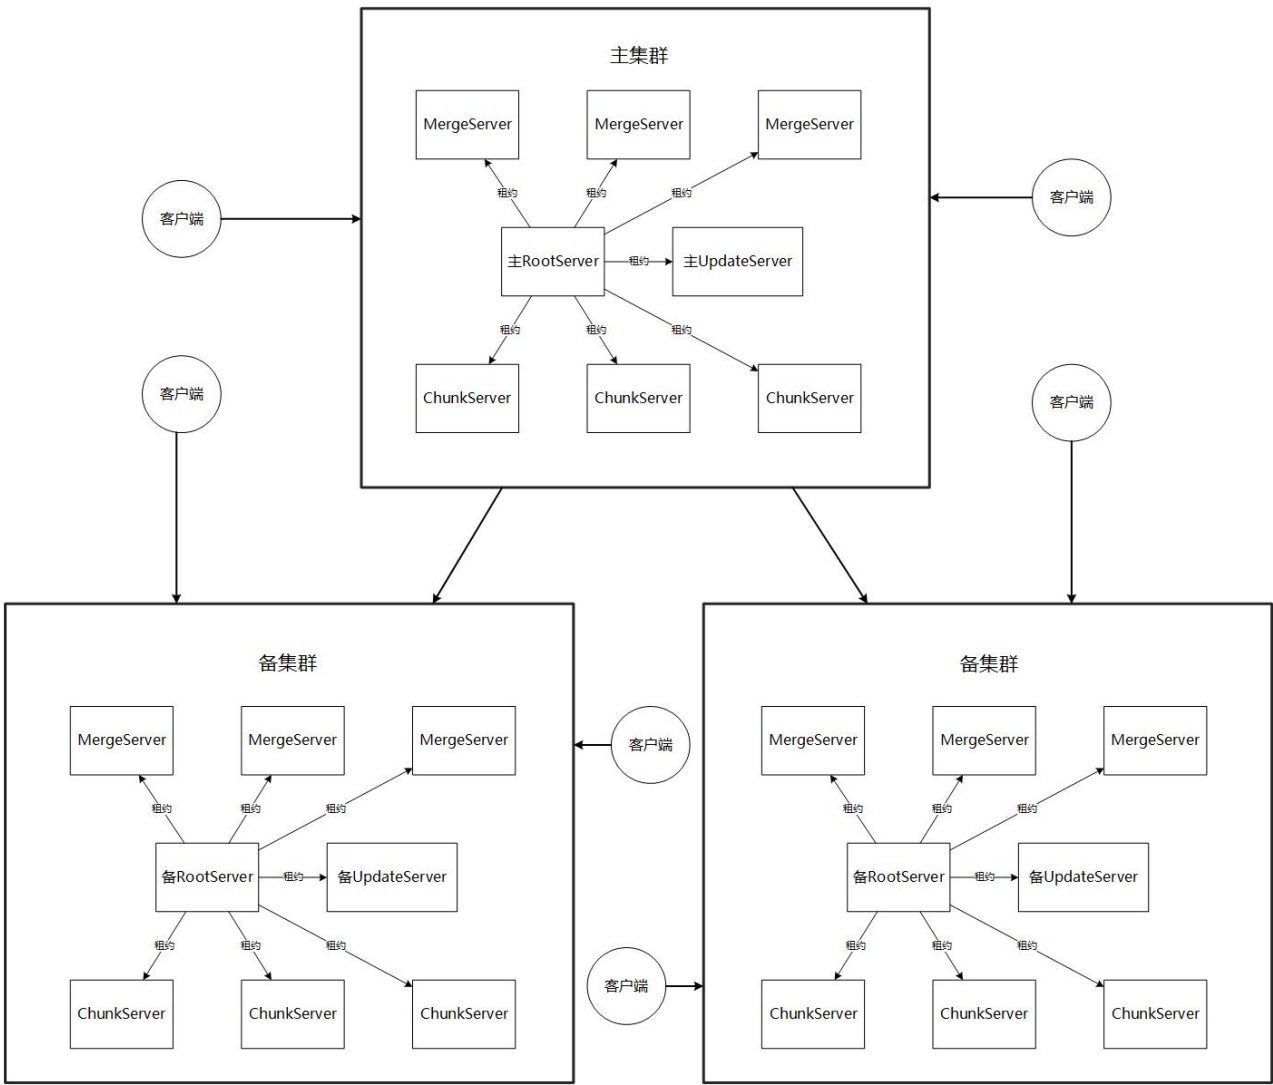 主集群
MergeServer
MergeServer
MergeServer
客户端
客户端
租约
租约
租约
主RootServer
租约
主UpdateServer
租约
租约
租约
客户端
客户端
ChunkServer
ChunkServer
ChunkServer
备集群
MergeServer
MergeServer
MergeServer
租约
租约
租约
备RootServer
租约
备UpdateServer
租约
租约
租约
ChunkServer
ChunkServer
ChunkServer
客户端
客户端
备集群
MergeServer
MergeServer
MergeServer
租约
租约
租约
备RootServer
租约
备UpdateServer
租约
租约
租约
ChunkServer
ChunkServer
ChunkServer